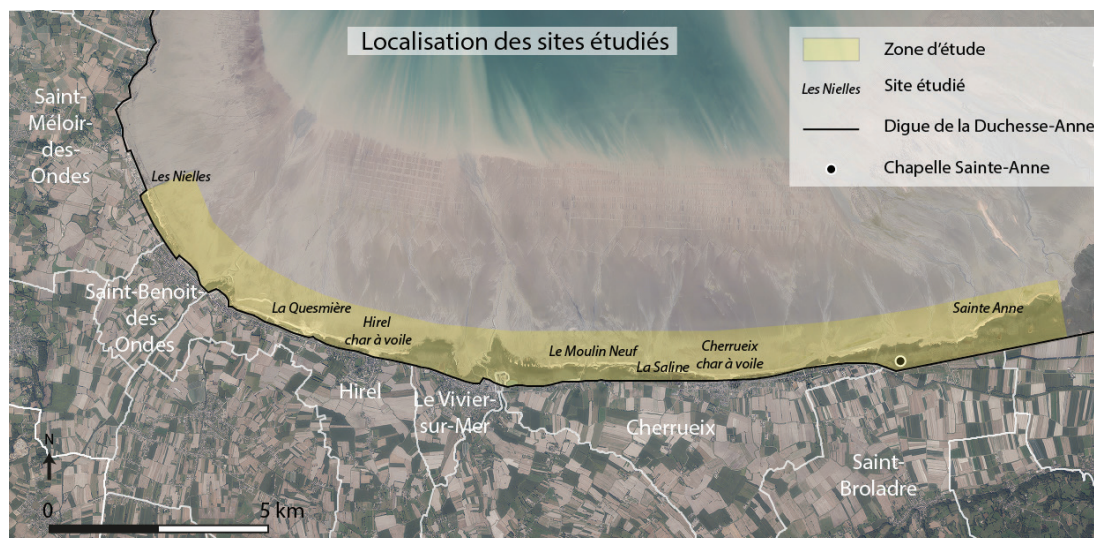 Localisation des sites étudiés
Zone d'étude
Les Nielles
Site étudié
Digue de la Duchesse-Anne
Chapelle Sainte-Anne
Saint-
Méloir-
des-
Ondes
Les Nielles
Saint-Benoit-
des-
Ondes
La Quesmière
Hirel
char à voile
Le Moulin Neuf
La Saline
Cherrueix
char à voile
Sainte Anne
Hirel
Le Vivier-
sur-Mer
Cherrueix
Saint-
Broladre
N
0
5 km